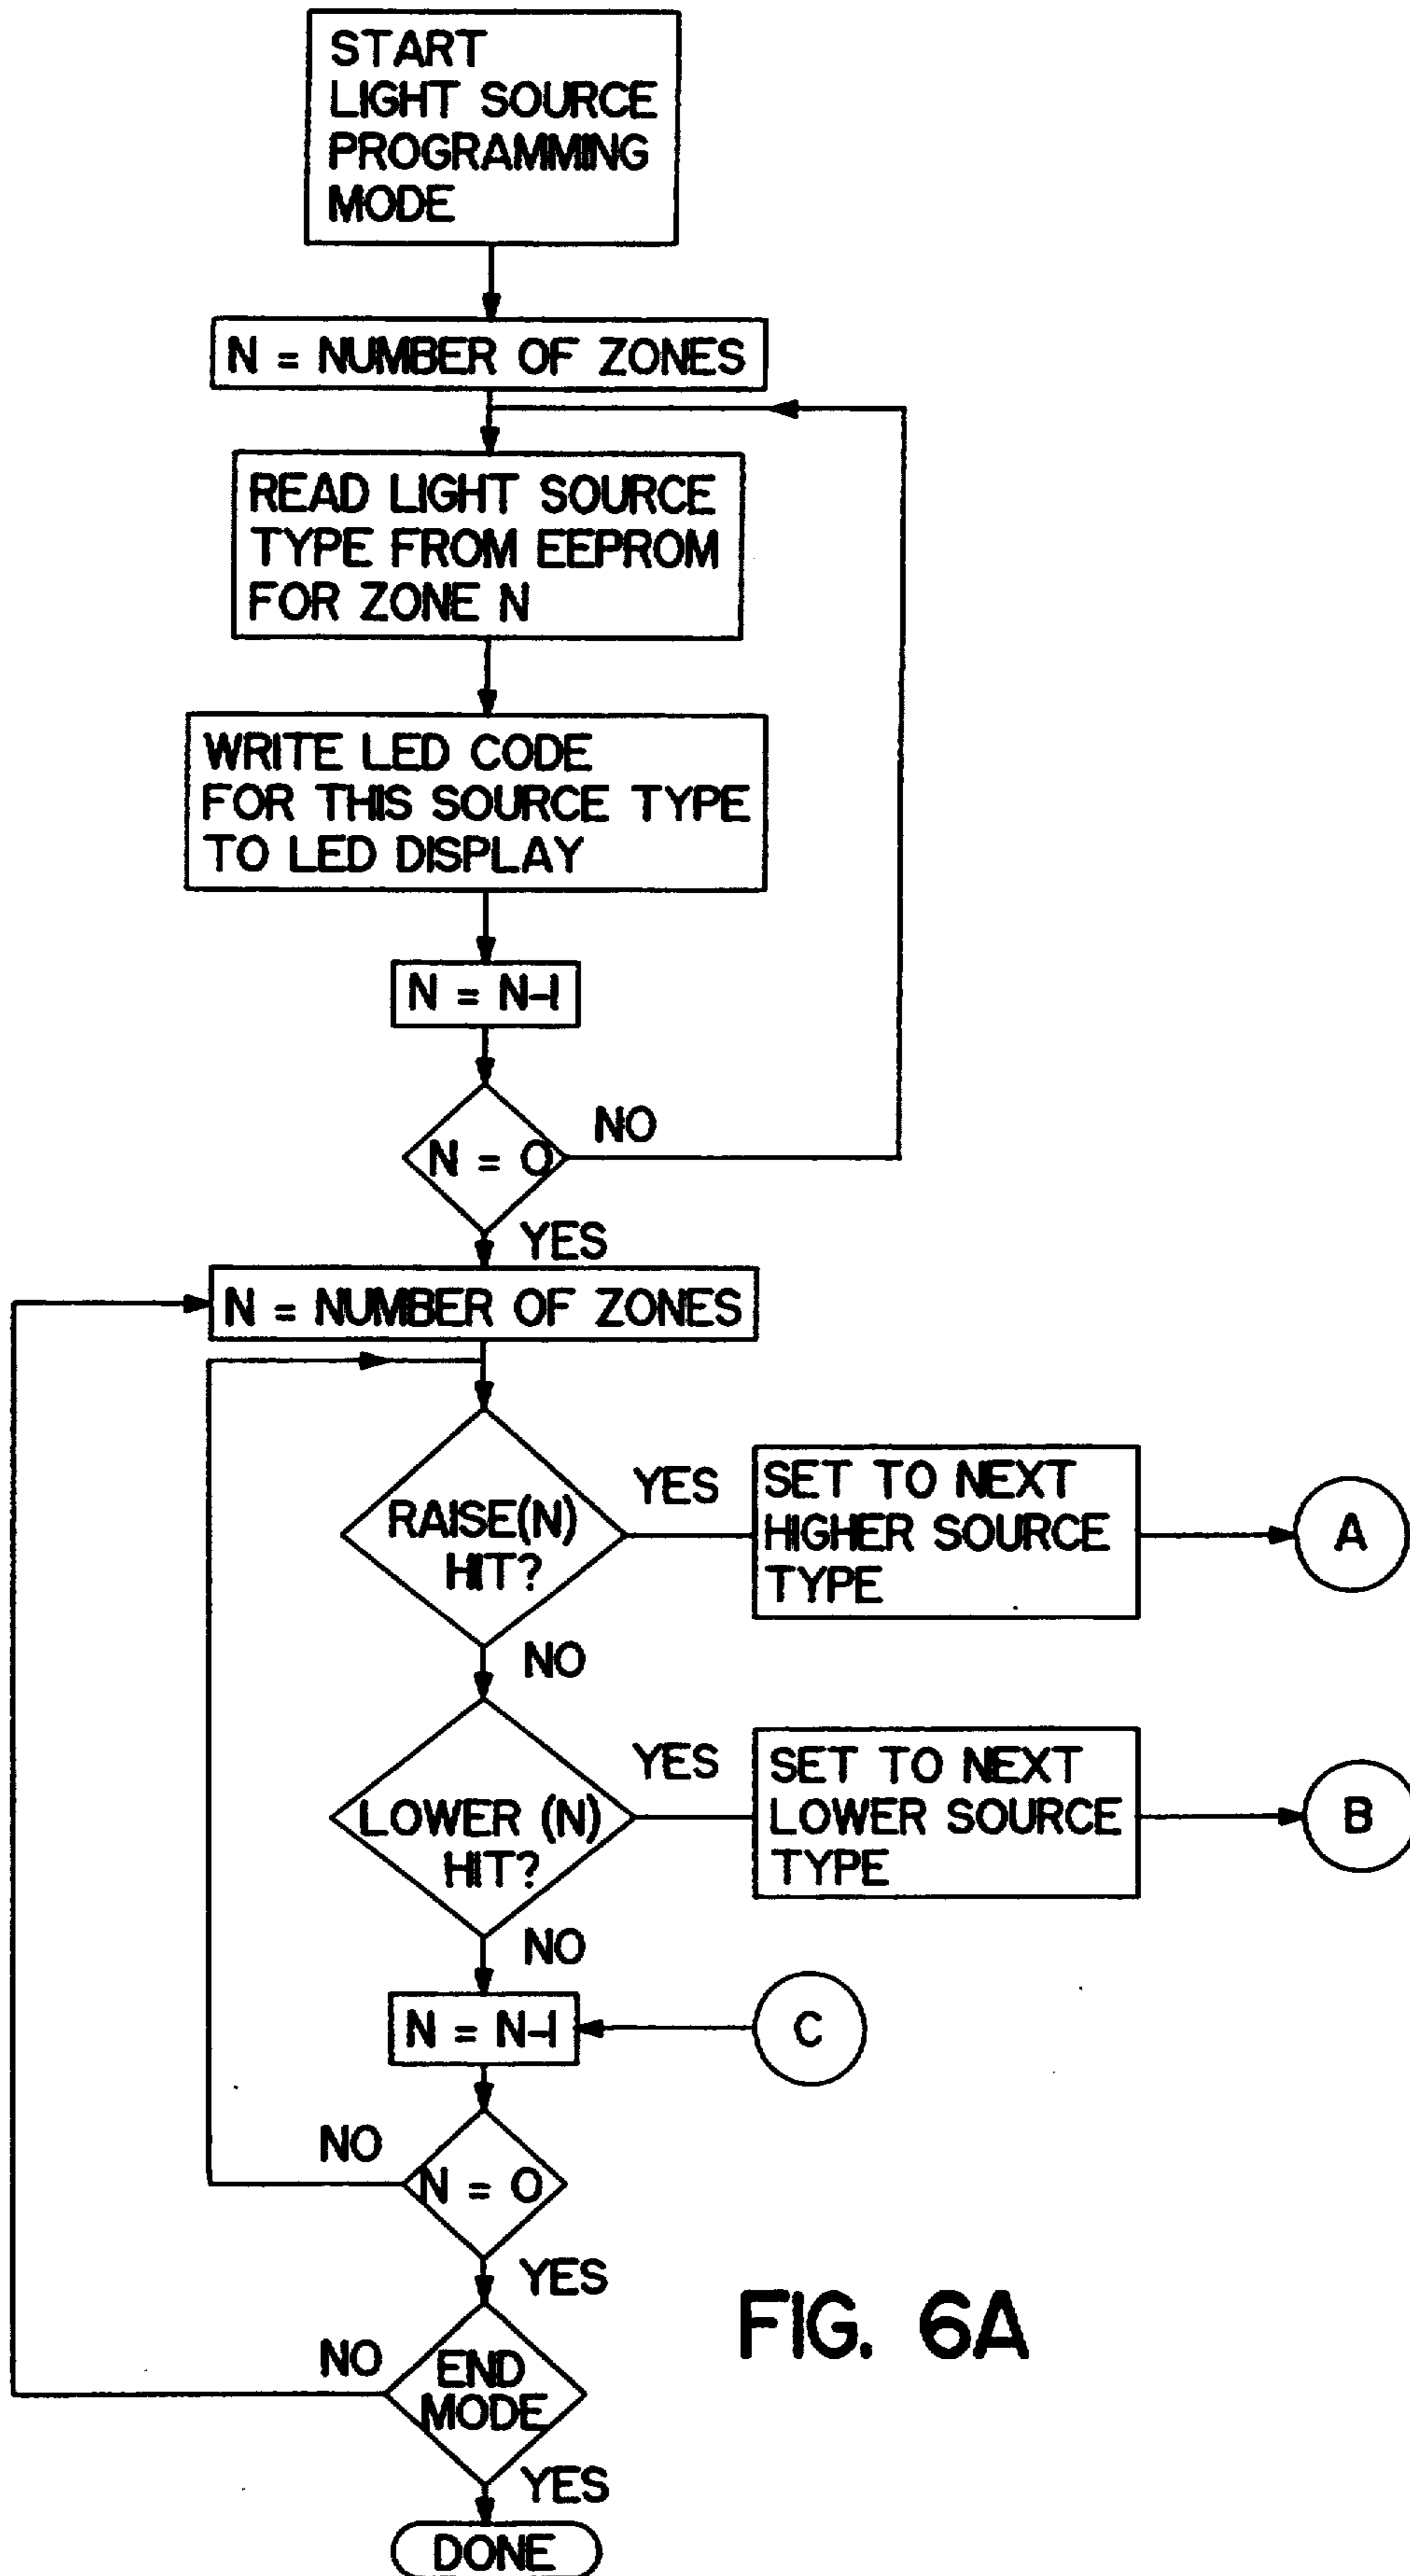 START
LIGHT SOURCE
PROGRAMMING
MODE
N = NUMBER OF ZONES
READ LIGHT SOURCE
TYPE FROM EEPROM
FOR ZONE N
WRITE LED CODE
FOR THIS SOURCE TYPE
TO LED DISPLAY
N = N-1
N = 0
NO
YES
N = NUMBER OF ZONES
RAISE(N)
HIT?
YES
SET TO NEXT
HIGHER SOURCE
TYPE
A
NO
LOWER (N)
HIT?
YES
SET TO NEXT
LOWER SOURCE
TYPE
B
NO
N = N-1
C
N = 0
NO
YES
END
MODE
NO
YES
DONE
FIG. 6A